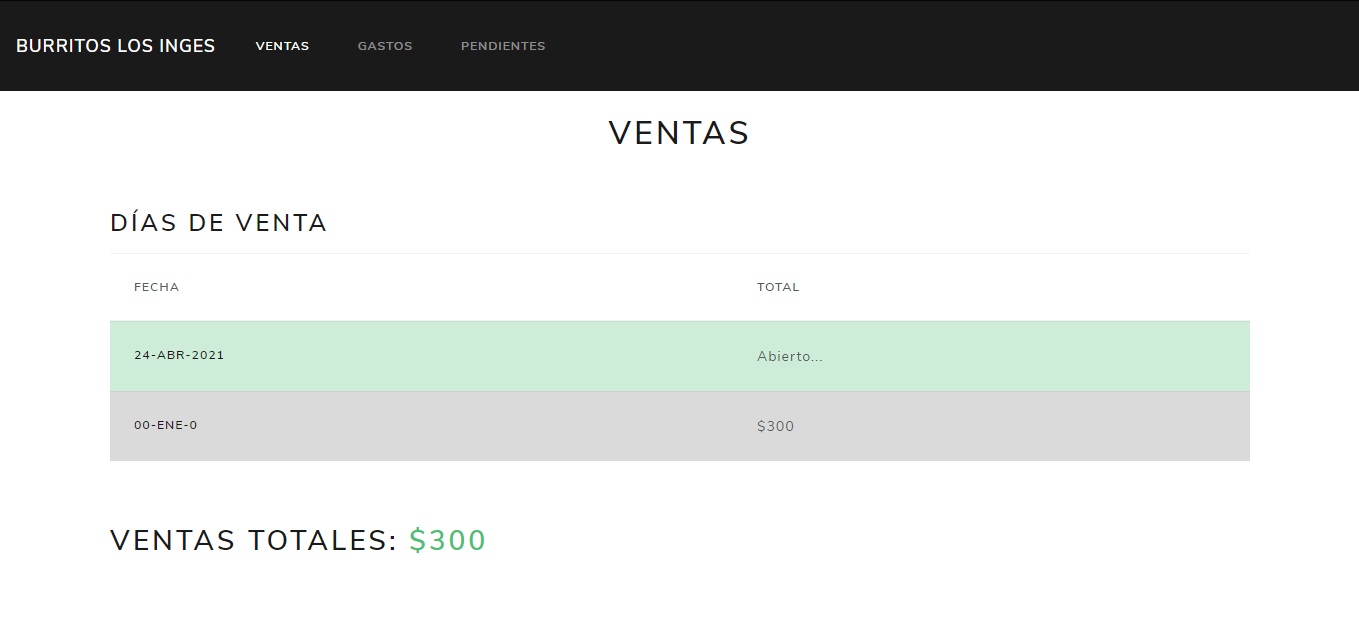 BURRITOS LOS INGES VENTAS GASTOS PENDIENTES
VENTAS
DÍAS DE VENTA
FECHA TOTAL
24-ABR-2021 Abierto...
00-ENE-0 $300
VENTAS TOTALES: $300